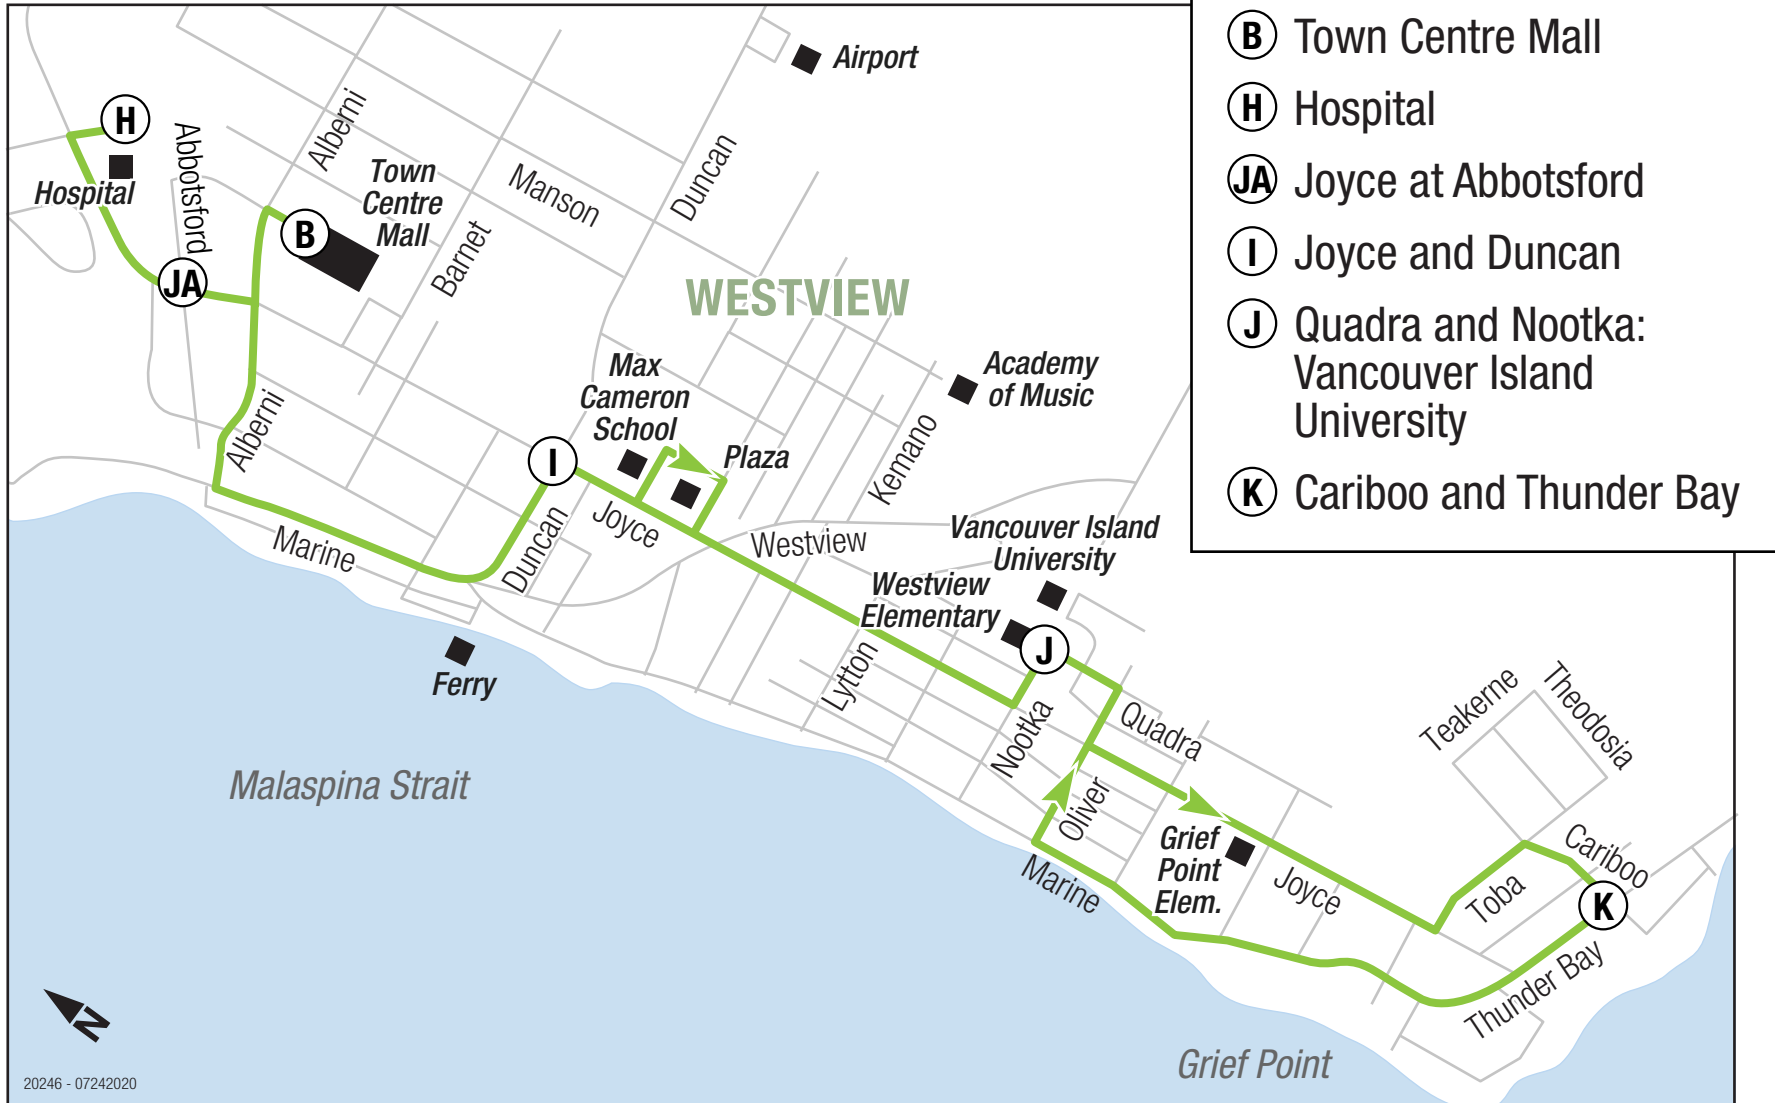 B Town Centre Mall
H Hospital
JA Joyce at Abbotsford
I Joyce and Duncan
J Quadra and Nootka:
Vancouver Island
University
K Cariboo and Thunder Bay
Airport
H
Hospital
Abbotsford
Alberni
Town
Centre
Mall
B
JA
Manson
Barnet
Duncan
WESTVIEW
Max
Cameron
School
Plaza
Academy
of Music
Kemano
Alberni
I
Joyce
Duncan
Marine
Westview
Vancouver Island
University
Westview
Elementary
J
Ferry
Lytton
Nootka
Quadra
Oliver
Teakerne
Theodosia
Malaspina Strait
Marine
Grief
Point
Elem.
Joyce
Toba
Cariboo
K
Thunder Bay
N
Grief Point
20246 - 07242020